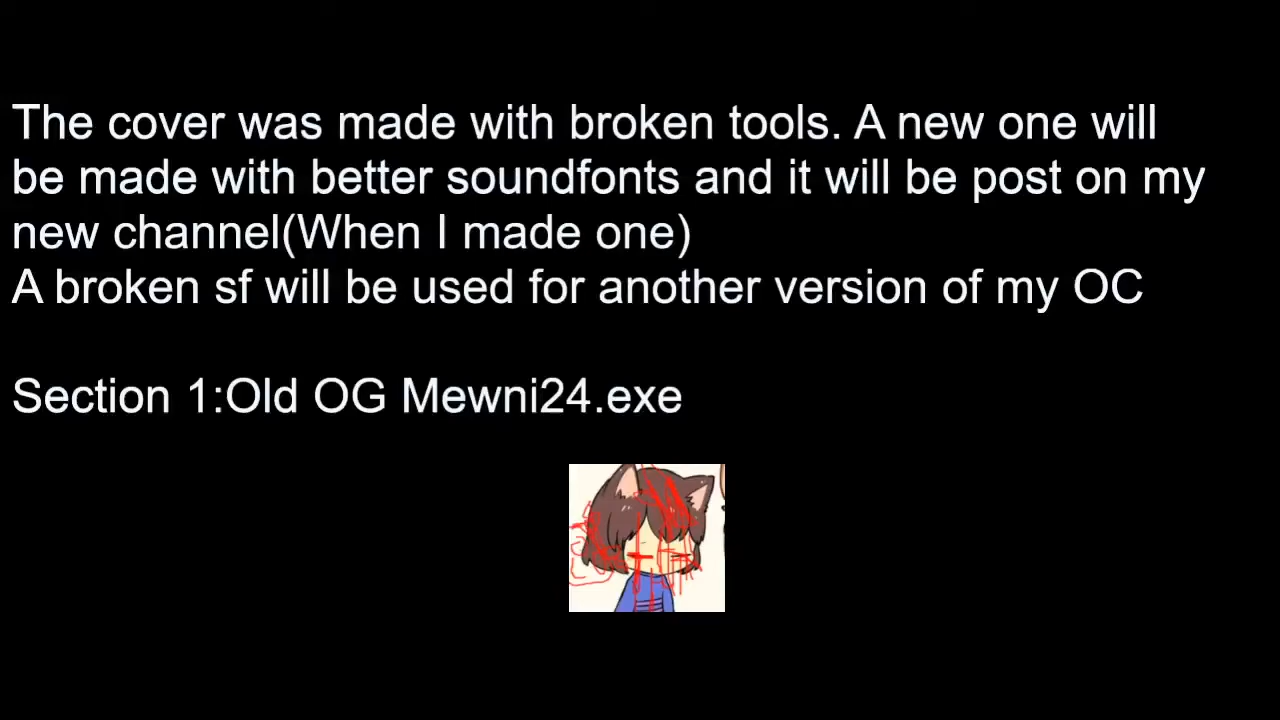 The cover was made with broken tools. A new one will
be made with better soundfonts and it will be post on my
new channel(When I made one)
A broken sf will be used for another version of my OC
Section 1:Old OG Mewni24.exe